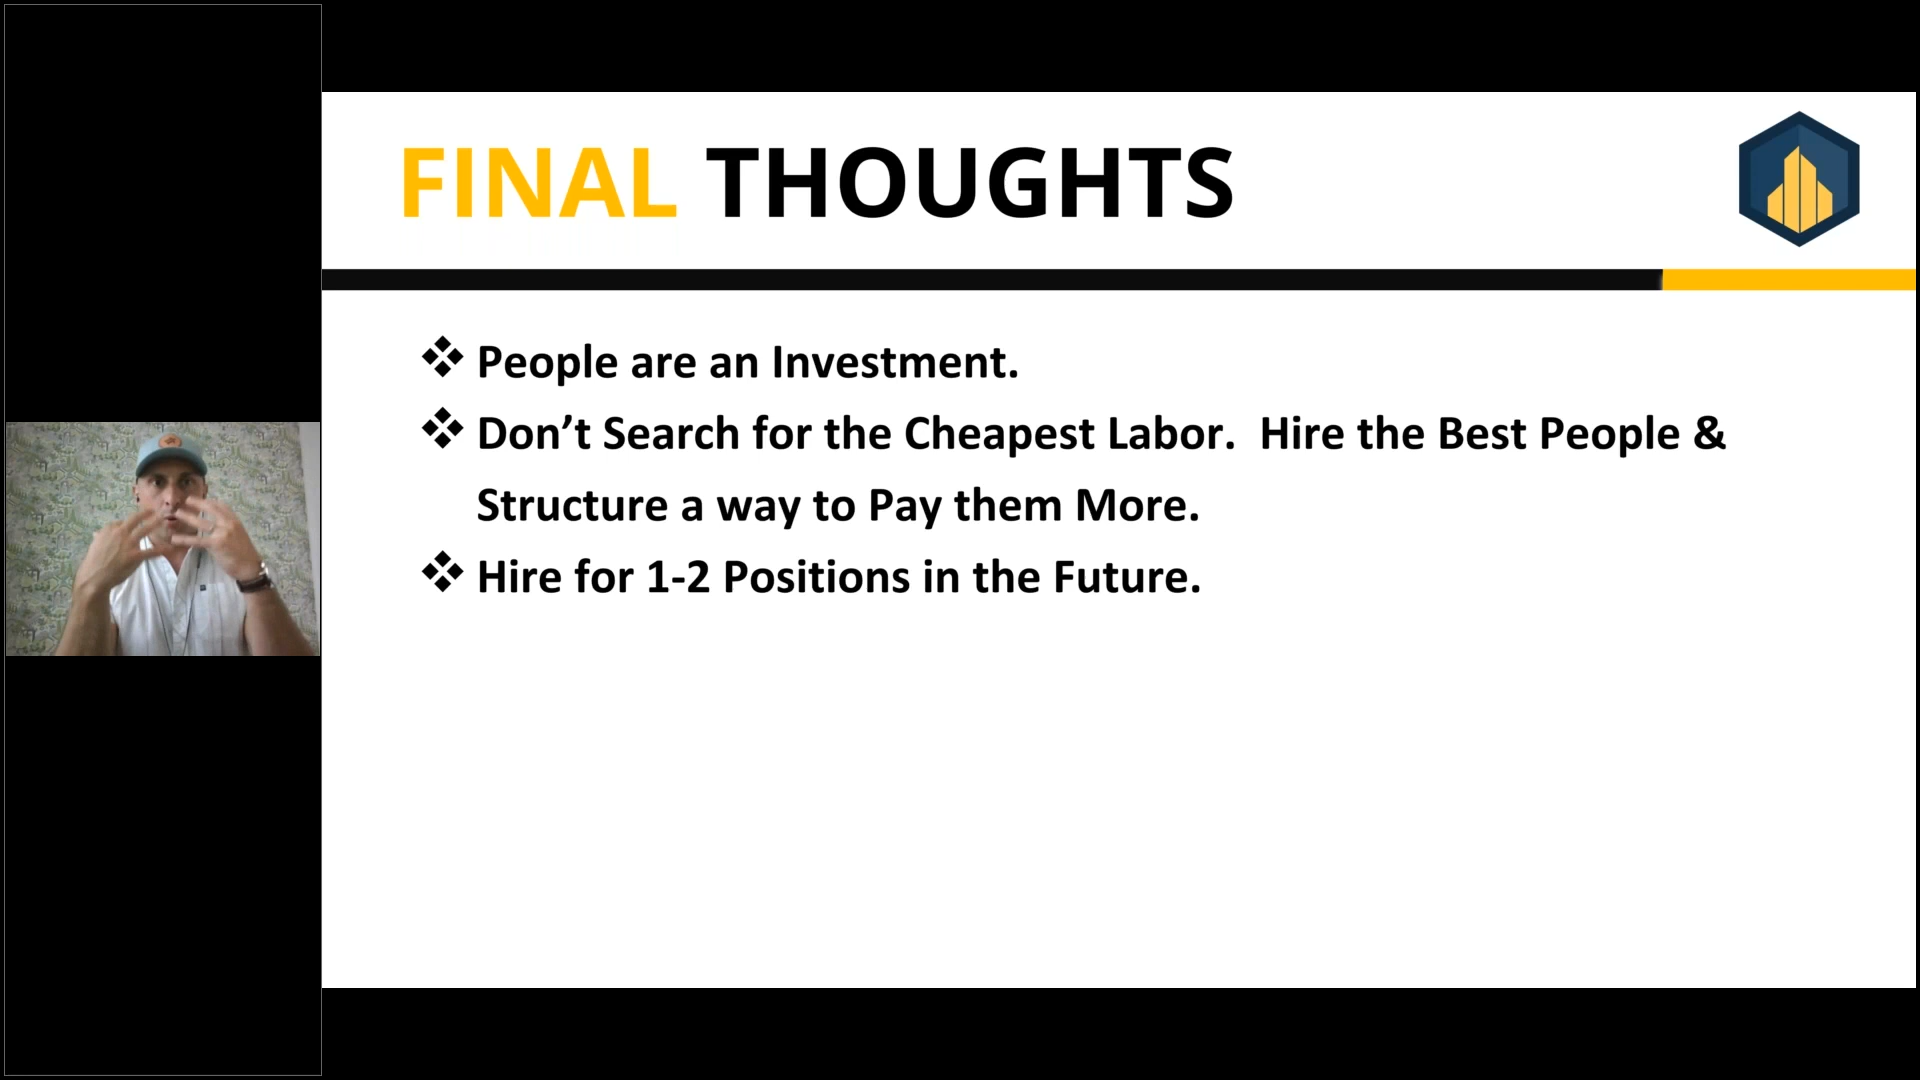 FINAL THOUGHTS
❖ People are an Investment.
❖ Don’t Search for the Cheapest Labor.  Hire the Best People &
Structure a way to Pay them More.
❖ Hire for 1-2 Positions in the Future.